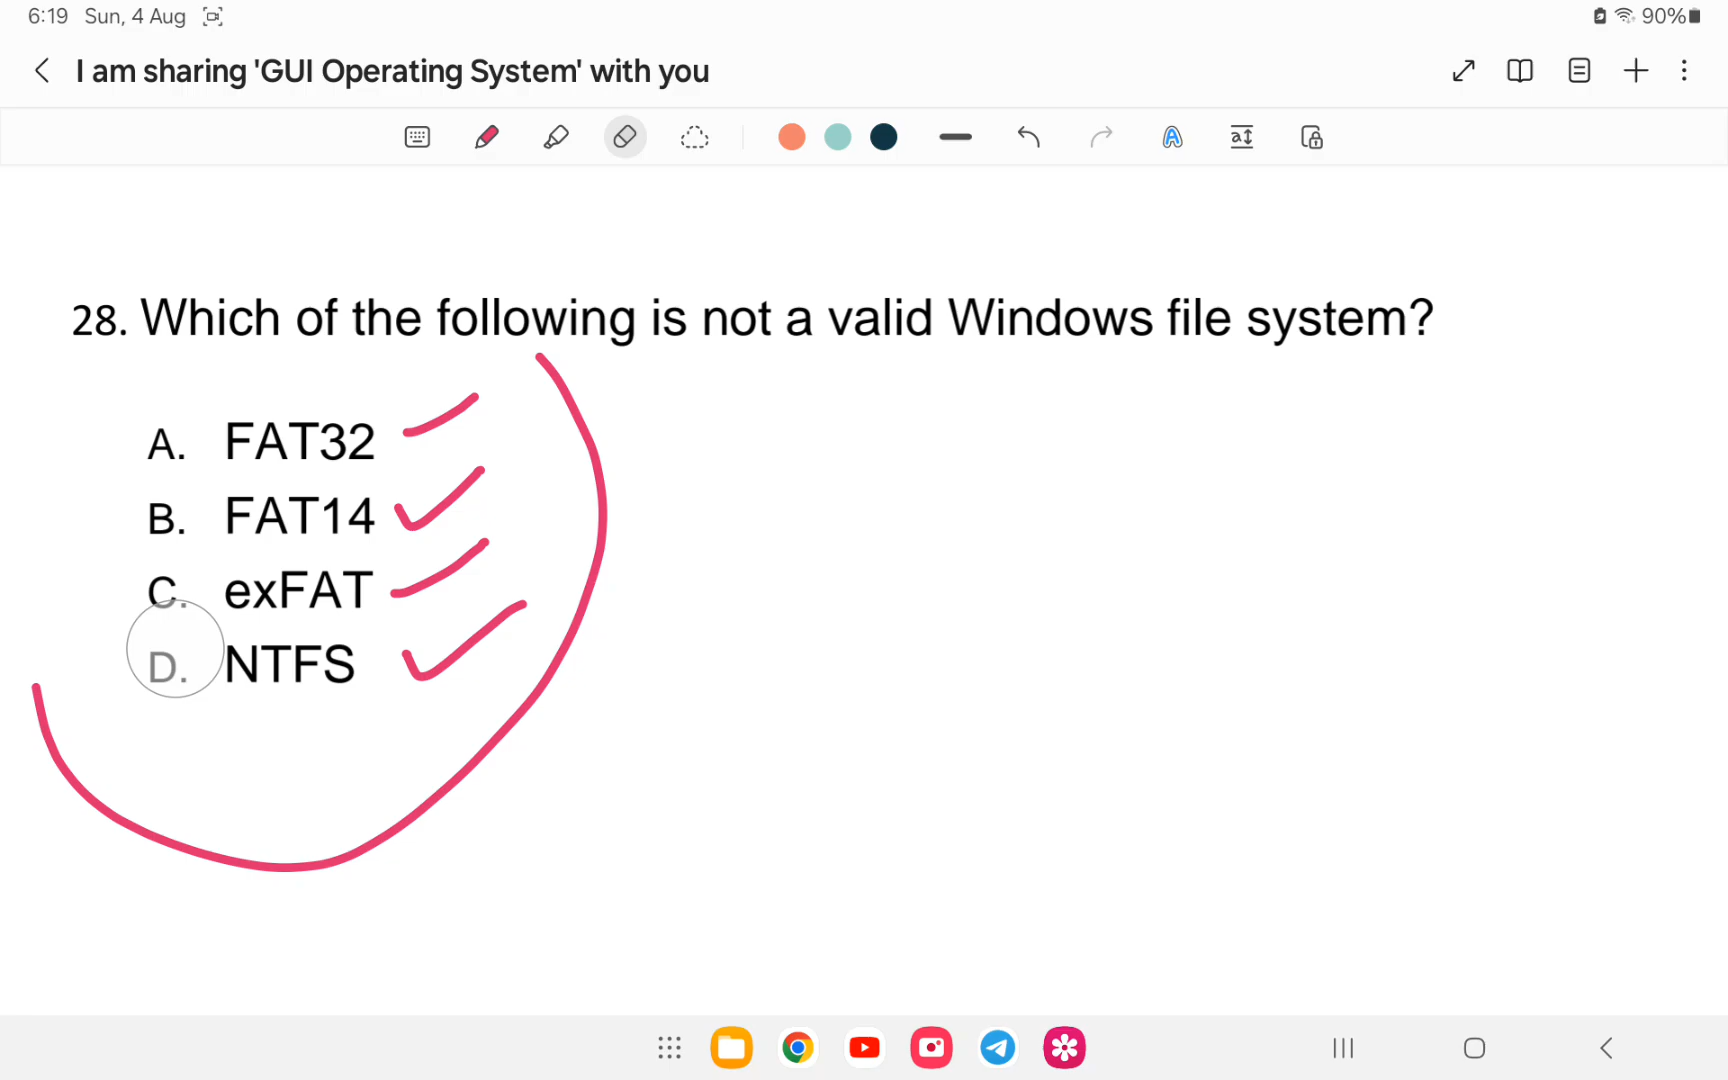 6:19 Sun, 4 Aug 90%
I am sharing 'GUI Operating System' with you
28. Which of the following is not a valid Windows file system?
A. FAT32
B. FAT14
C. exFAT
D. NTFS